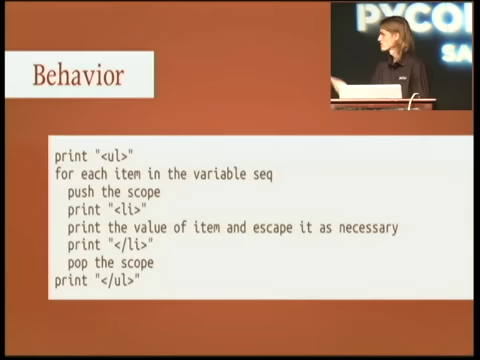 PYCO
SA
Behavior
print "<ul>"
for each item in the variable seq
  push the scope
  print "<li>"
  print the value of item and escape it as necessary
  print "</li>"
  pop the scope
print "</ul>"